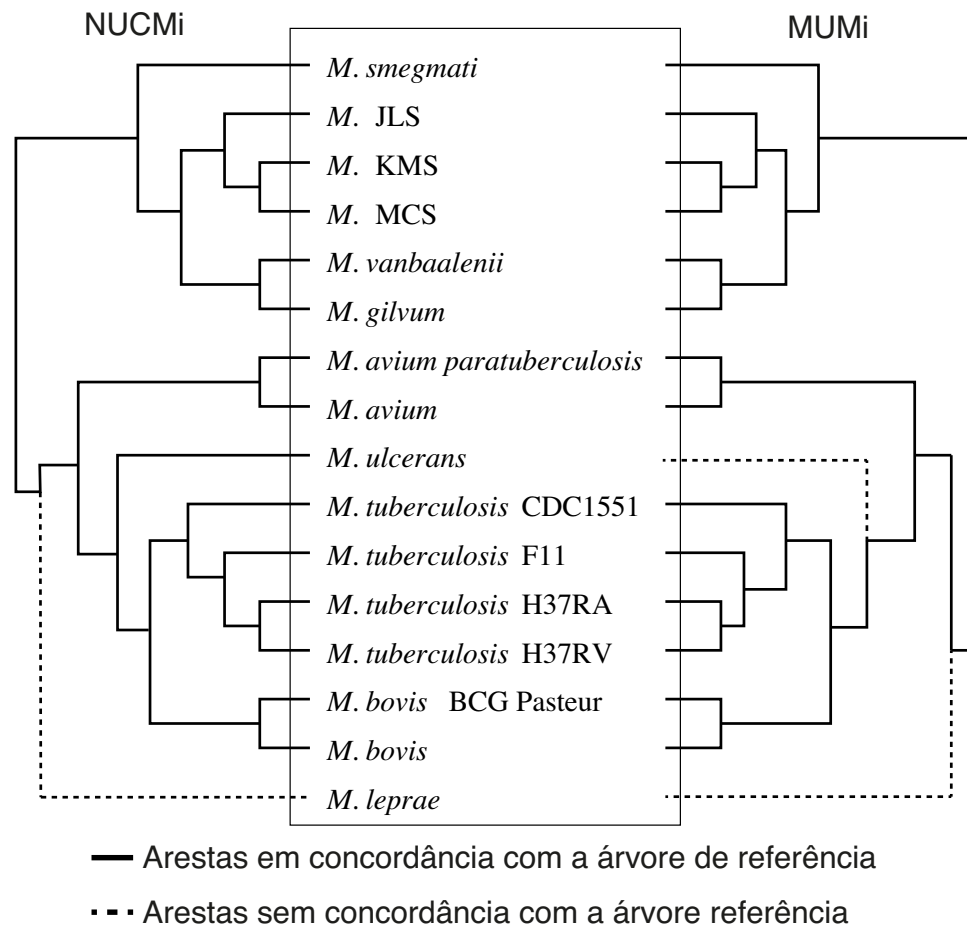 NUCMi
MUMi
M. smegmati
M. JLS
M. KMS
M. MCS
M. vanbaalenii
M. gilvum
M. avium paratuberculosis
M. avium
M. ulcerans
M. tuberculosis CDC1551
M. tuberculosis F11
M. tuberculosis H37RA
M. tuberculosis H37RV
M. bovis BCG Pasteur
M. bovis
M. leprae
Arestas em concordância com a árvore de referência
Arestas sem concordância com a árvore referência